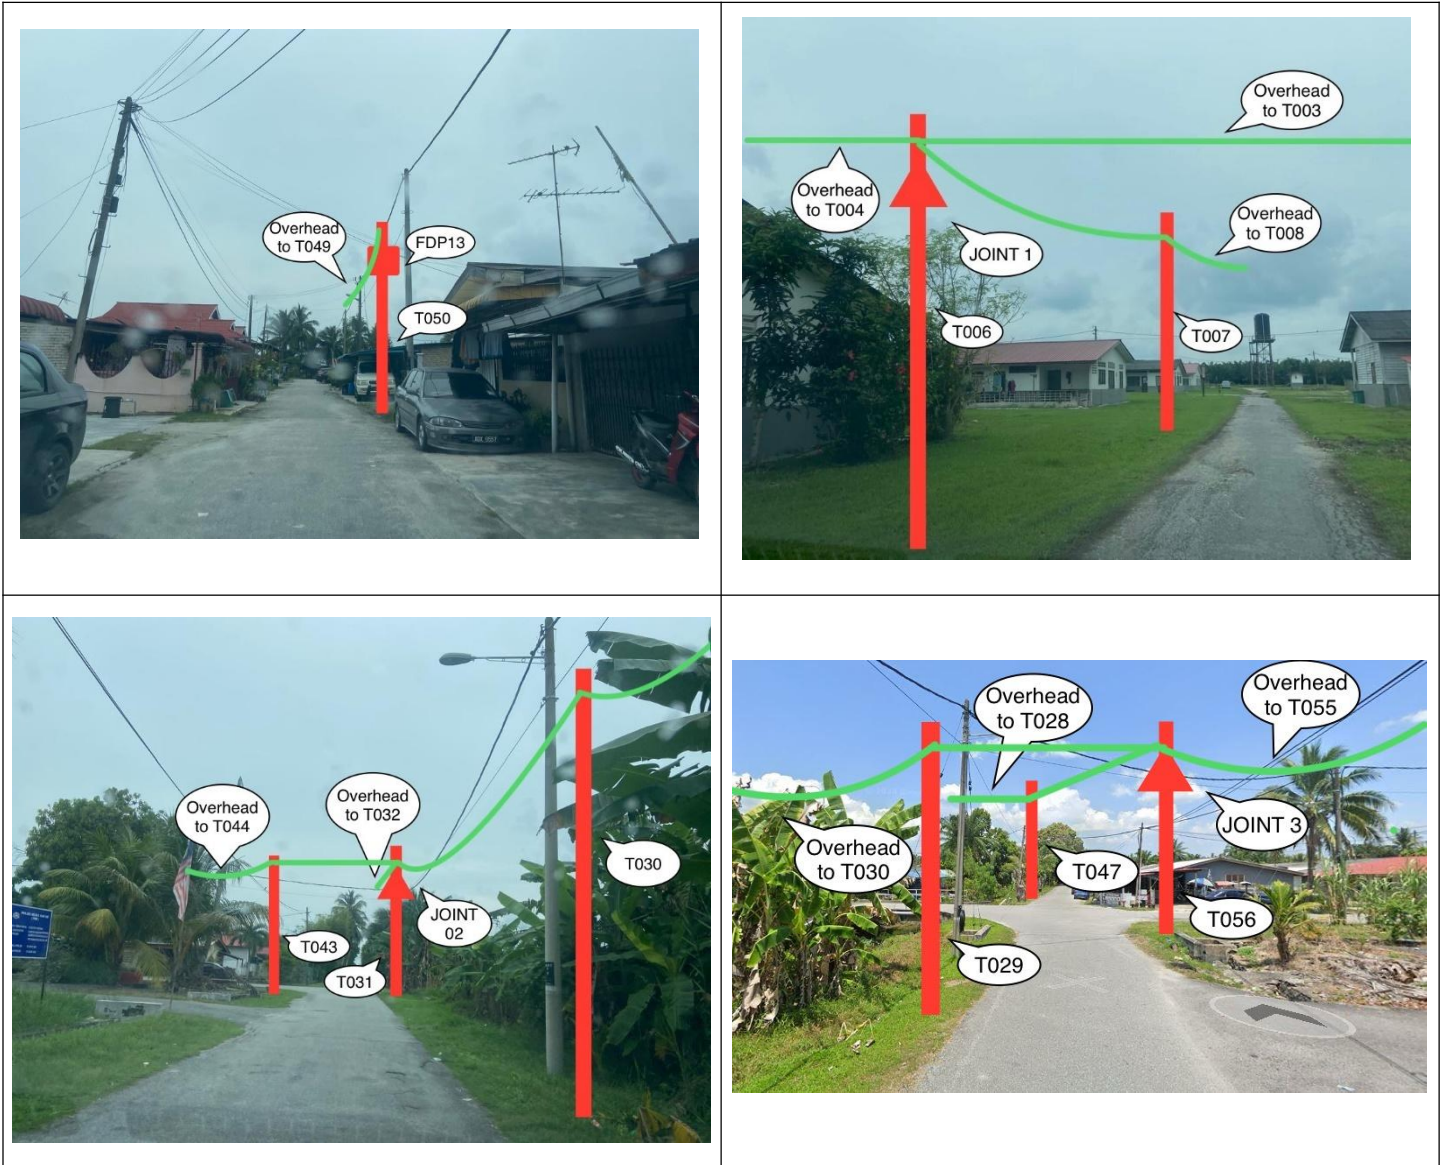 Overhead
to T049
FDP13
T050
Overhead
to T003
Overhead
to T004
JOINT 1
Overhead
to T008
T006
T007
Overhead
to T044
Overhead
to T032
T030
JOINT
02
T043
T031
Overhead
to T028
Overhead
to T055
Overhead
to T030
JOINT 3
T047
T056
T029